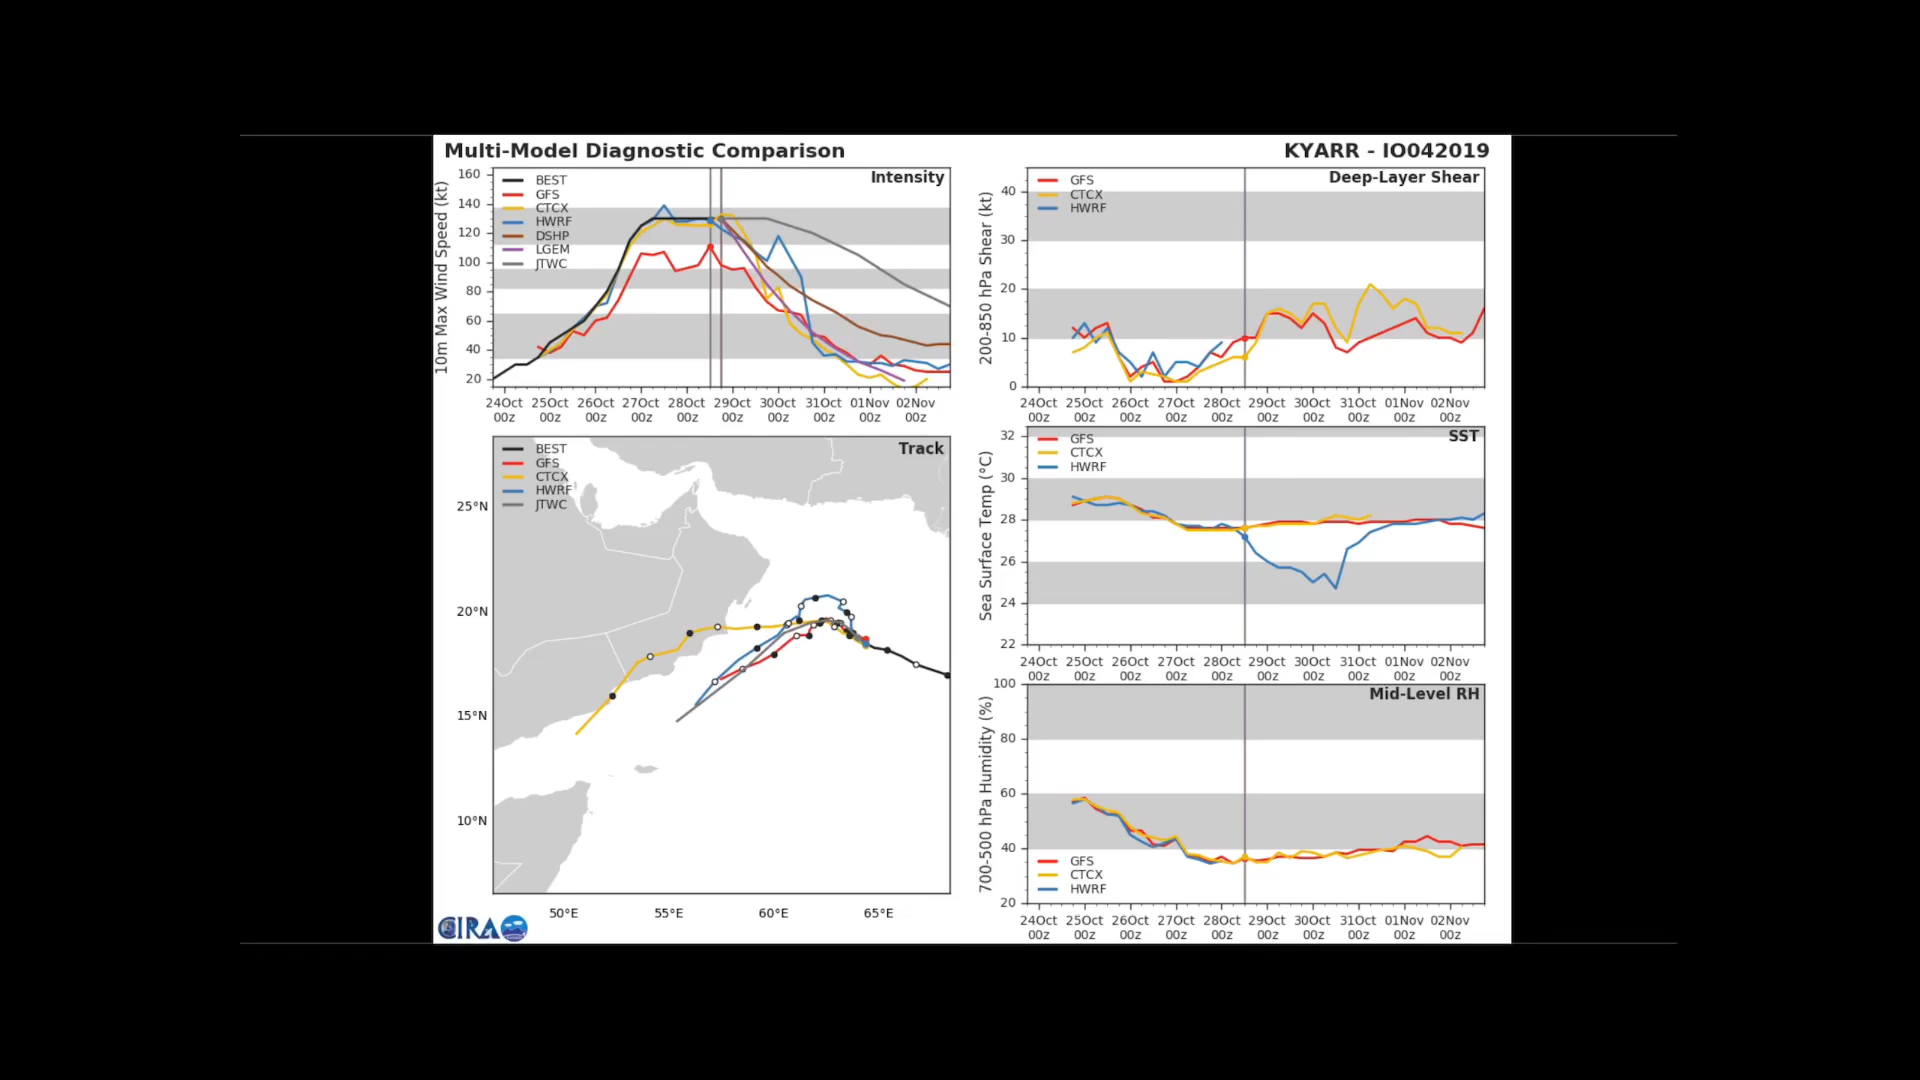 Multi-Model Diagnostic Comparison
KYARR - IO042019
Intensity
10m Max Wind Speed (kt)
160
140
120
100
80
60
40
20
BEST
GFS
CTCX
HWRF
DSHP
LGEM
JTWC
24Oct 25Oct 26Oct 27Oct 28Oct 29Oct 30Oct 31Oct 01Nov 02Nov
00z 00z 00z 00z 00z 00z 00z 00z 00z 00z
Deep-Layer Shear
200-850 hPa Shear (kt)
40
30
20
10
0
GFS
CTCX
HWRF
24Oct 25Oct 26Oct 27Oct 28Oct 29Oct 30Oct 31Oct 01Nov 02Nov
00z 00z 00z 00z 00z 00z 00z 00z 00z 00z
Track
BEST
GFS
CTCX
HWRF
JTWC
25°N
20°N
15°N
10°N
50°E 55°E 60°E 65°E
CIRA
SST
Sea Surface Temp (°C)
32
30
28
26
24
22
GFS
CTCX
HWRF
24Oct 25Oct 26Oct 27Oct 28Oct 29Oct 30Oct 31Oct 01Nov 02Nov
00z 00z 00z 00z 00z 00z 00z 00z 00z 00z
Mid-Level RH
700-500 hPa Humidity (%)
100
80
60
40
20
GFS
CTCX
HWRF
24Oct 25Oct 26Oct 27Oct 28Oct 29Oct 30Oct 31Oct 01Nov 02Nov
00z 00z 00z 00z 00z 00z 00z 00z 00z 00z